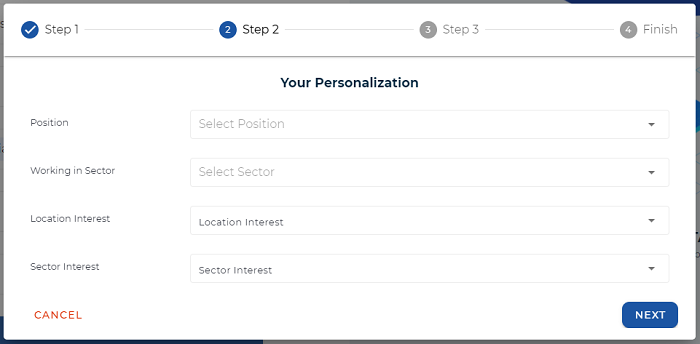 Step 1
2 Step 2
3 Step 3
4 Finish
Your Personalization
Position
Select Position
Working in Sector
Select Sector
Location Interest
Location Interest
Sector Interest
Sector Interest
CANCEL
NEXT